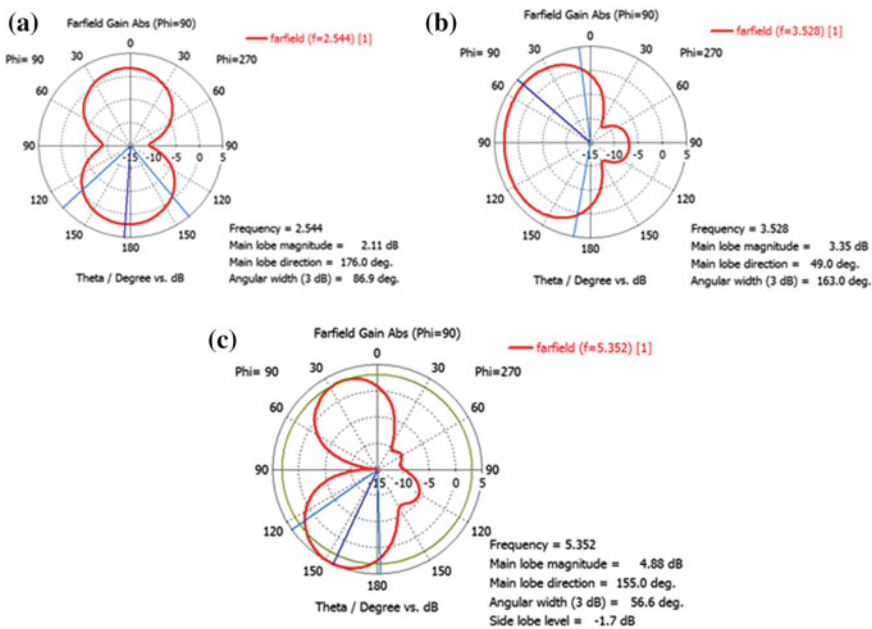 (a)
Farfield Gain Abs (Phi=90)
farfield (f=2.544) [1]
0
Phi= 90 30 30 Phi=270
60 60
90 -15 -10 -5 0 5 90
120 120
150 150
180
Theta / Degree vs. dB
Frequency = 2.544
Main lobe magnitude = 2.11 dB
Main lobe direction = 176.0 deg.
Angular width (3 dB) = 86.9 deg.
(b)
Farfield Gain Abs (Phi=90)
farfield (f=3.528) [1]
0
Phi= 90 30 30 Phi=270
60 60
90 -15 -10 -5 0 5 90
120 120
150 150
180
Theta / Degree vs. dB
Frequency = 3.528
Main lobe magnitude = 3.35 dB
Main lobe direction = 49.0 deg.
Angular width (3 dB) = 163.0 deg.
(c)
Farfield Gain Abs (Phi=90)
farfield (f=5.352) [1]
0
Phi= 90 30 30 Phi=270
60 60
90 -15 -10 -5 0 5 90
120 120
150 150
180
Theta / Degree vs. dB
Frequency = 5.352
Main lobe magnitude = 4.88 dB
Main lobe direction = 155.0 deg.
Angular width (3 dB) = 56.6 deg.
Side lobe level = -1.7 dB